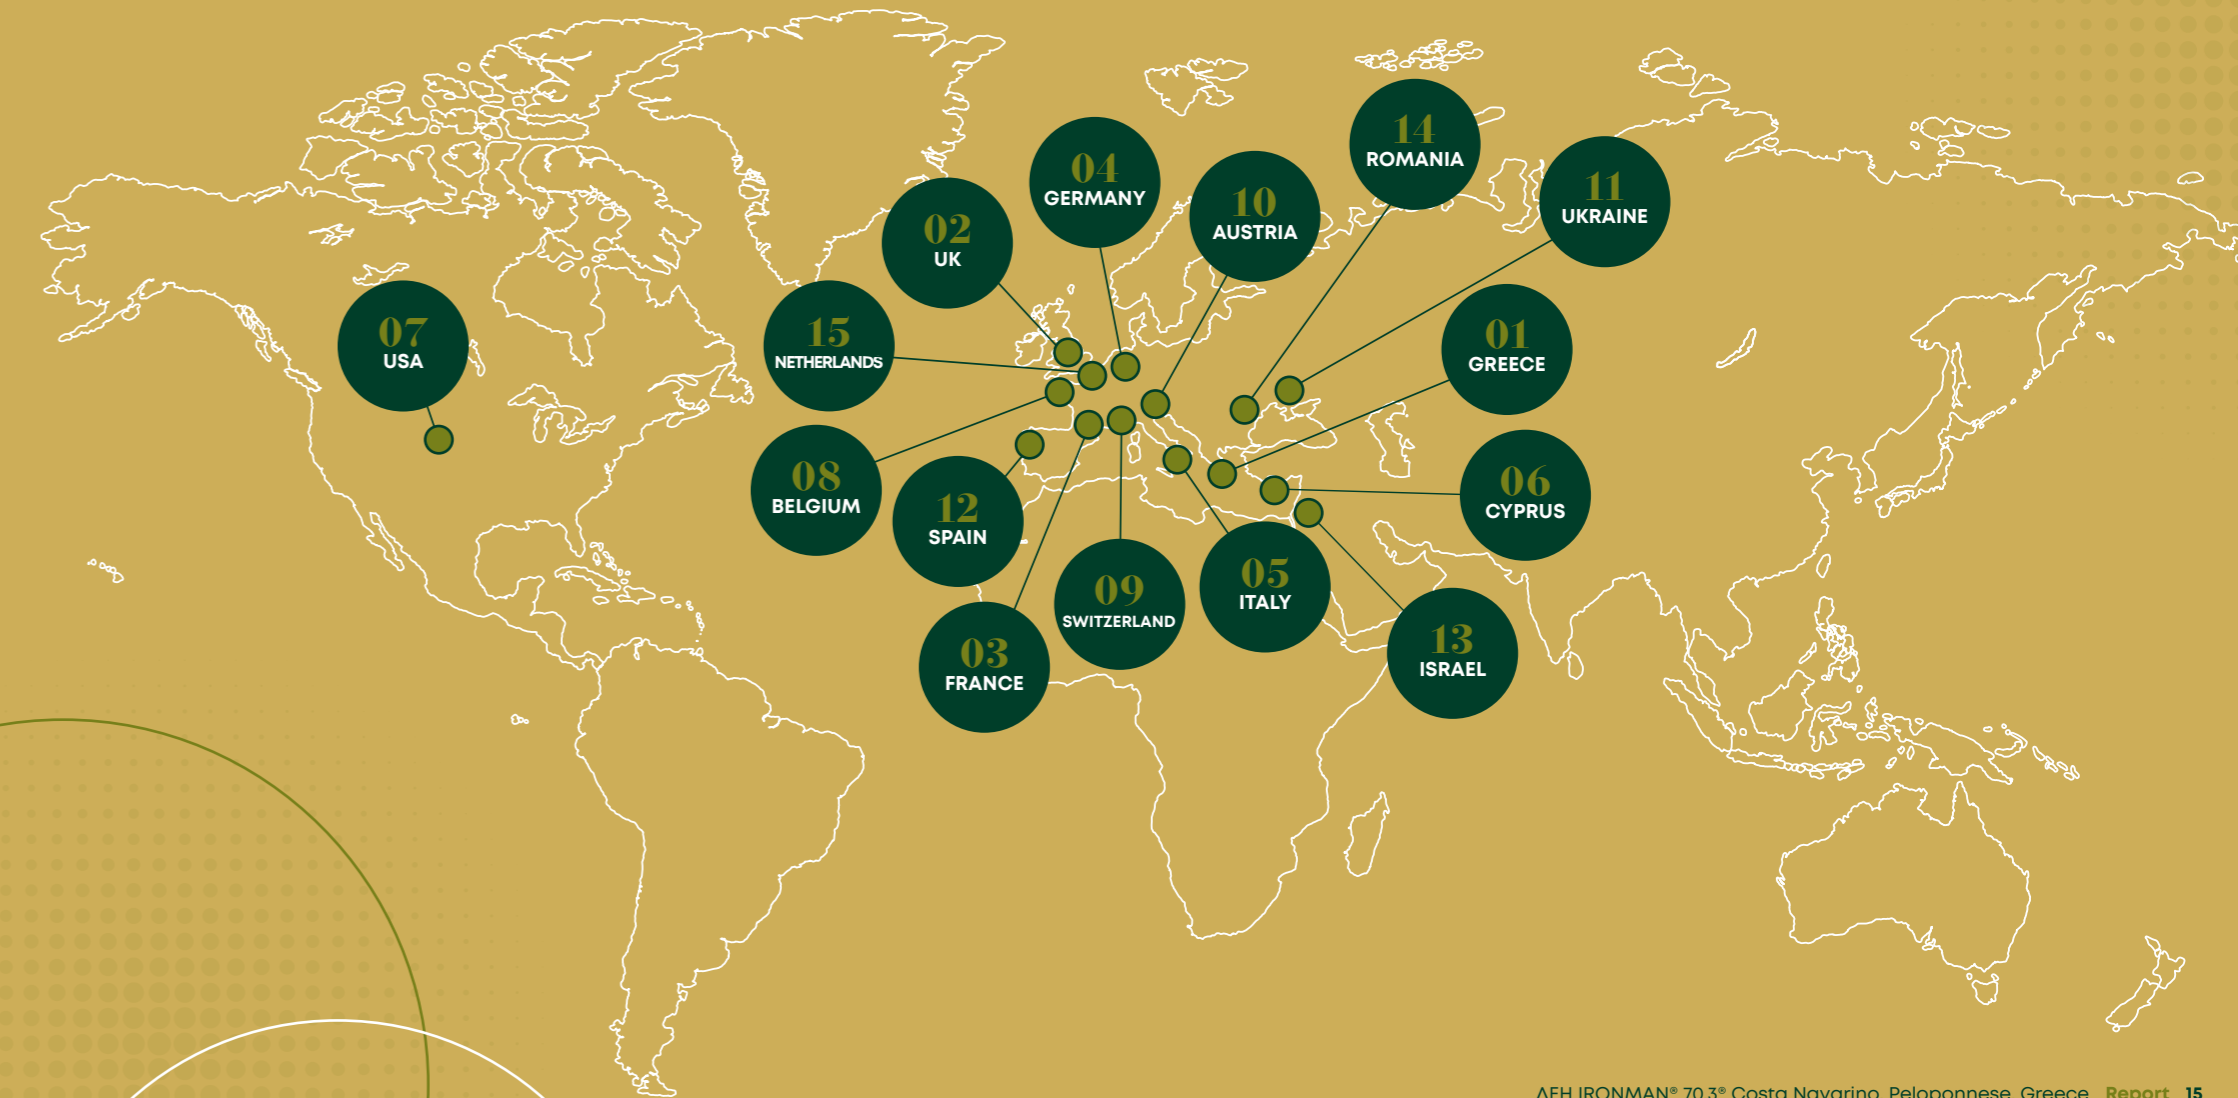 14
ROMANIA
04
GERMANY
11
UKRAINE
10
AUSTRIA
02
UK
07
USA
15
NETHERLANDS
01
GREECE
08
BELGIUM
06
CYPRUS
12
SPAIN
05
ITALY
09
SWITZERLAND
13
ISRAEL
03
FRANCE
ΔΕΗ IRONMAN® 70.3® Costa Navarino, Peloponnese, Greece Report 15